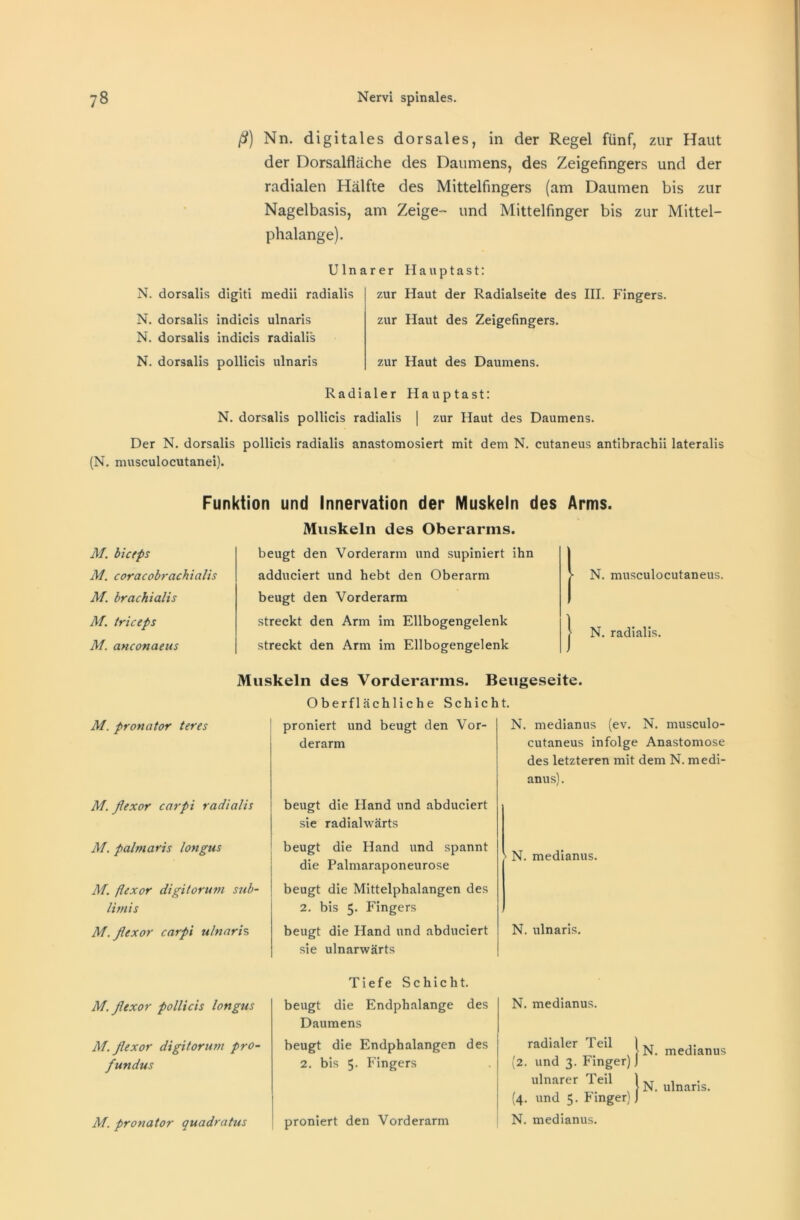 78 Nervi spinales.
β) Nn. digitales dorsales, in der Regel fünf, zur Haut
der Dorsalfläche des Daumens, des Zeigefingers und der
radialen Hälfte des Mittelfingers (am Daumen bis zur
Nagelbasis, am Zeige- und Mittelfinger bis zur Mittel-
phalange).
Ulnarer Hauptast:
N. dorsalis digiti medii radialis | zur Haut der Radialseite des III. Fingers.
N. dorsalis indicis ulnaris | zur Haut des Zeigefingers.
N. dorsalis indicis radialis
N. dorsalis pollicis ulnaris | zur Haut des Daumens.
Radialer Hauptast:
N. dorsalis pollicis radialis | zur Haut des Daumens.
Der N. dorsalis pollicis radialis anastomosiert mit dem N. cutaneus antibrachii lateralis
(N. musculocutanei).
Funktion und Innervation der Muskeln des Arms.
Muskeln des Oberarms.
M. biceps | beugt den Vorderarm und supiniert ihn
M. coracobrachialis | adduciert und hebt den Oberarm | } N. musculocutaneus.
M. brachialis | beugt den Vorderarm
M. triceps | streckt den Arm im Ellbogengelenk | } N. radialis.
M. anconaeus | streckt den Arm im Ellbogengelenk
Muskeln des Vorderarms. Beugeseite.
Oberflächliche Schicht.
M. pronator teres | proniert und beugt den Vor- | N. medianus (ev. N. musculo-
derarm | cutaneus infolge Anastomose
des letzteren mit dem N. medi-
anus).
M. flexor carpi radialis | beugt die Hand und abduciert
sie radialwärts
M. palmaris longus | beugt die Hand und spannt | } N. medianus.
die Palmaraponeurose
M. flexor digitorum sub- | beugt die Mittelphalangen des
limis | 2. bis 5. Fingers
M. flexor carpi ulnaris | beugt die Hand und abduciert | N. ulnaris.
sie ulnarwärts
Tiefe Schicht.
M. flexor pollicis longus | beugt die Endphalange des | N. medianus.
Daumens
M. flexor digitorum pro- | beugt die Endphalangen des | radialer Teil } N. medianus
fundus | 2. bis 5. Fingers | (2. und 3. Finger)
ulnarer Teil } N. ulnaris.
(4. und 5. Finger)
M. pronator quadratus | proniert den Vorderarm | N. medianus.